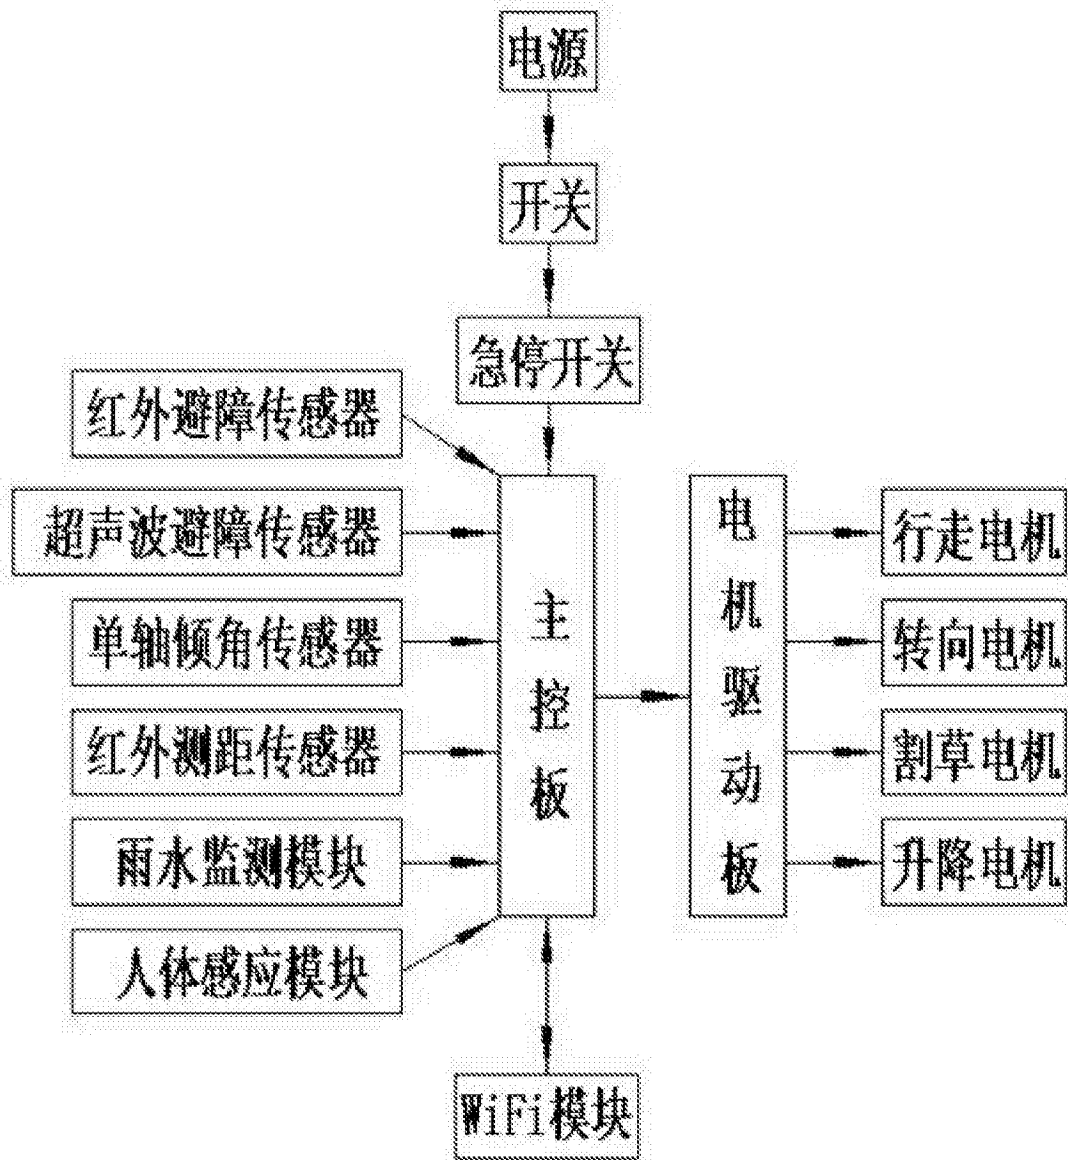 电源
开关
急停开关
红外避障传感器
超声波避障传感器
单轴倾角传感器
红外测距传感器
雨水监测模块
人体感应模块
主控板
电机驱动板
行走电机
转向电机
割草电机
升降电机
WiFi模块